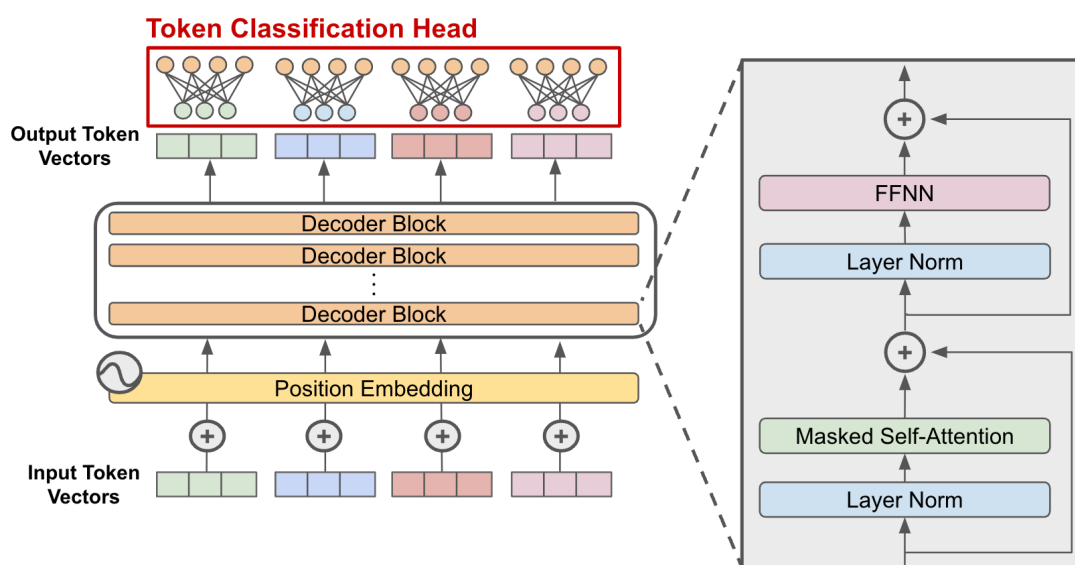 Token Classification Head
Output Token
Vectors
Decoder Block
Decoder Block
Decoder Block
Position Embedding
Input Token
Vectors
+
+
+
+
+
FFNN
Layer Norm
+
Masked Self-Attention
Layer Norm